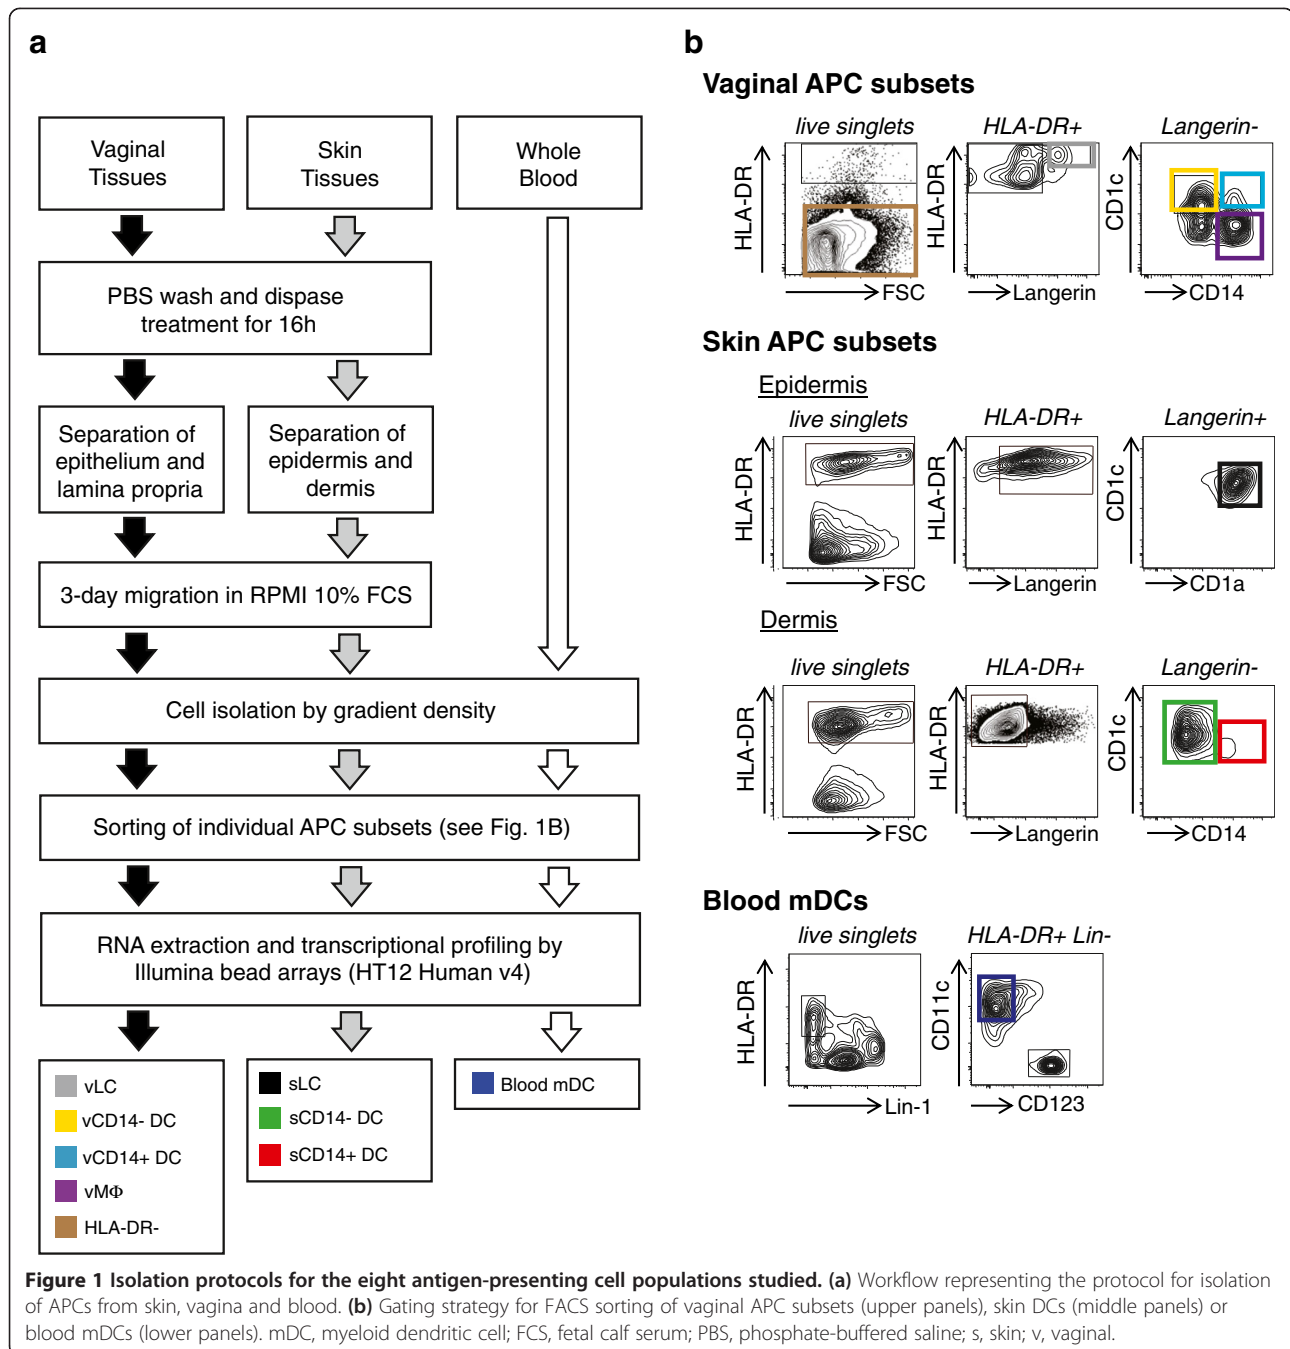 a
Vaginal
Tissues
Skin
Tissues
Whole
Blood
PBS wash and dispase
treatment for 16h
Separation of
epithelium and
lamina propria
Separation of
epidermis and
dermis
3-day migration in RPMI 10% FCS
Cell isolation by gradient density
Sorting of individual APC subsets (see Fig. 1B)
RNA extraction and transcriptional profiling by
Illumina bead arrays (HT12 Human v4)
vLC
vCD14- DC
vCD14+ DC
vMΦ
HLA-DR-
sLC
sCD14- DC
sCD14+ DC
Blood mDC
b
Vaginal APC subsets
live singlets
HLA-DR
FSC
HLA-DR+
HLA-DR
Langerin
Langerin-
CD1c
CD14
Skin APC subsets
Epidermis
live singlets
HLA-DR
FSC
HLA-DR+
HLA-DR
Langerin
Langerin+
CD1c
CD1a
Dermis
live singlets
HLA-DR
FSC
HLA-DR+
HLA-DR
Langerin
Langerin-
CD1c
CD14
Blood mDCs
live singlets
HLA-DR
Lin-1
HLA-DR+ Lin-
CD11c
CD123
Figure 1 Isolation protocols for the eight antigen-presenting cell populations studied. (a) Workflow representing the protocol for isolation
of APCs from skin, vagina and blood. (b) Gating strategy for FACS sorting of vaginal APC subsets (upper panels), skin DCs (middle panels) or
blood mDCs (lower panels). mDC, myeloid dendritic cell; FCS, fetal calf serum; PBS, phosphate-buffered saline; s, skin; v, vaginal.